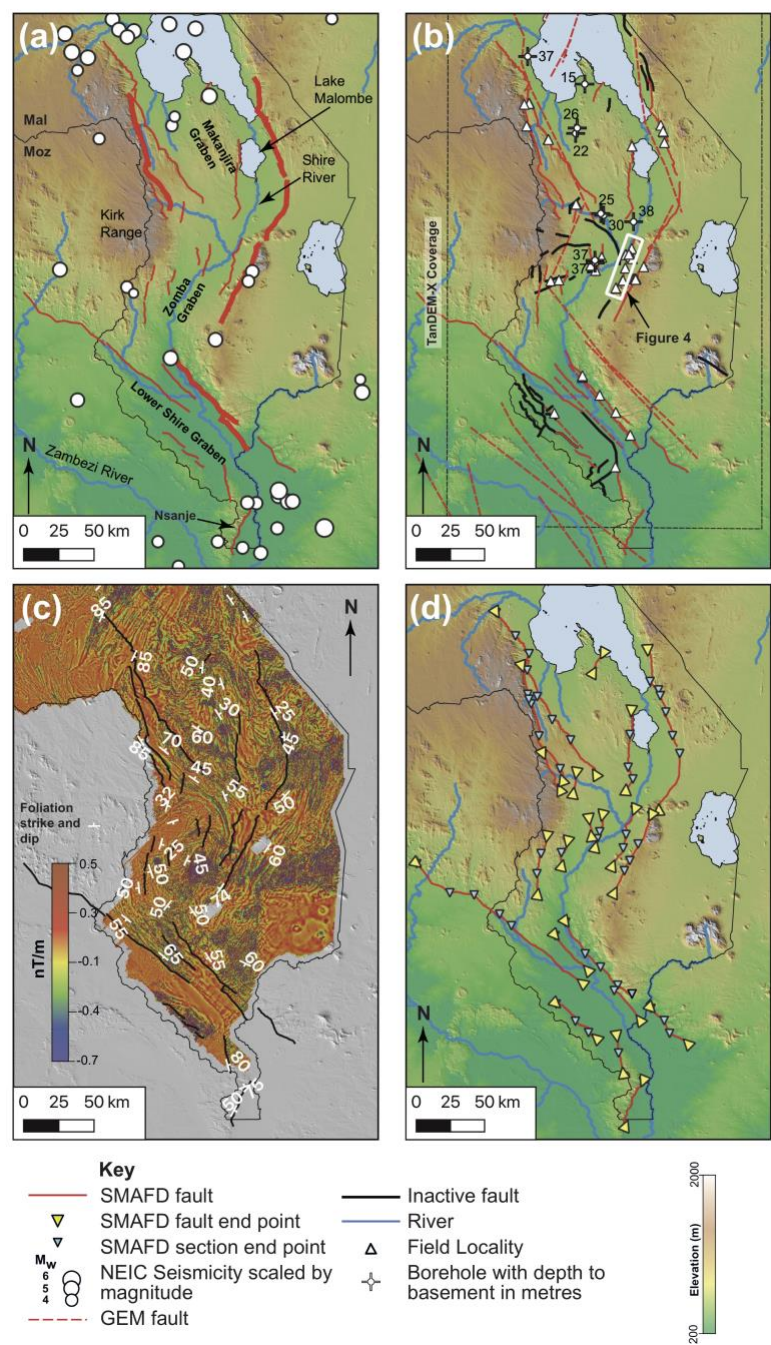 (a)
Lake
Malombe
Mal
Moz
Makanjira
Graben
Shire
River
Kirk
Range
Zomba
Graben
Lower Shire Graben
N
Zambezi River
Nsanje
0 25 50 km
(b)
37
15
26
22
25
30
38
37
37
TanDEM-X Coverage
Figure 4
N
0 25 50 km
(c)
N
85
85
50
40
30
25
45
60
70
85
45
32
55
50
60
25
50
45
50
50
74
50
55
65
55
60
80
50
75
Foliation
strike and
dip
0.5
0.3
-0.1
-0.4
-0.7
nT/m
0 25 50 km
(d)
N
0 25 50 km
Key
SMAFD fault
SMAFD fault end point
SMAFD section end point
Mw
6
5
4
NEIC Seismicity scaled by
magnitude
GEM fault
Inactive fault
River
Field Locality
Borehole with depth to
basement in metres
2000
Elevation (m)
200